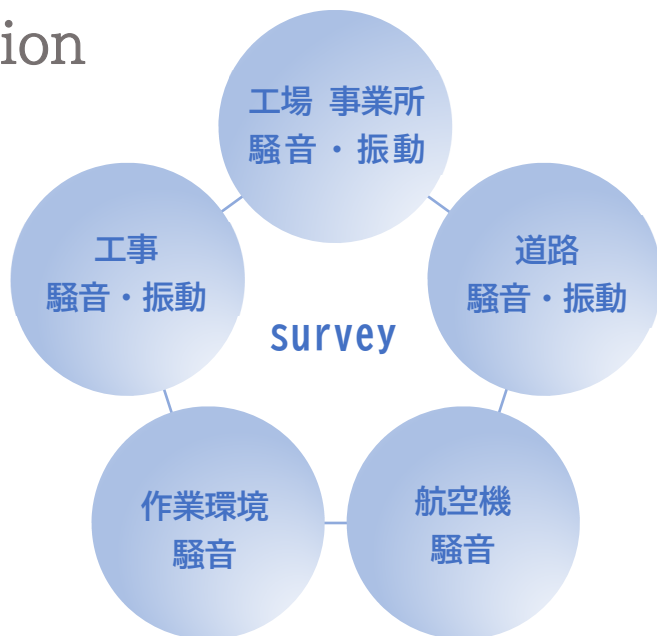 ion
工場 事業所
騒音・振動
工事
騒音・振動
道路
騒音・振動
survey
作業環境
騒音
航空機
騒音